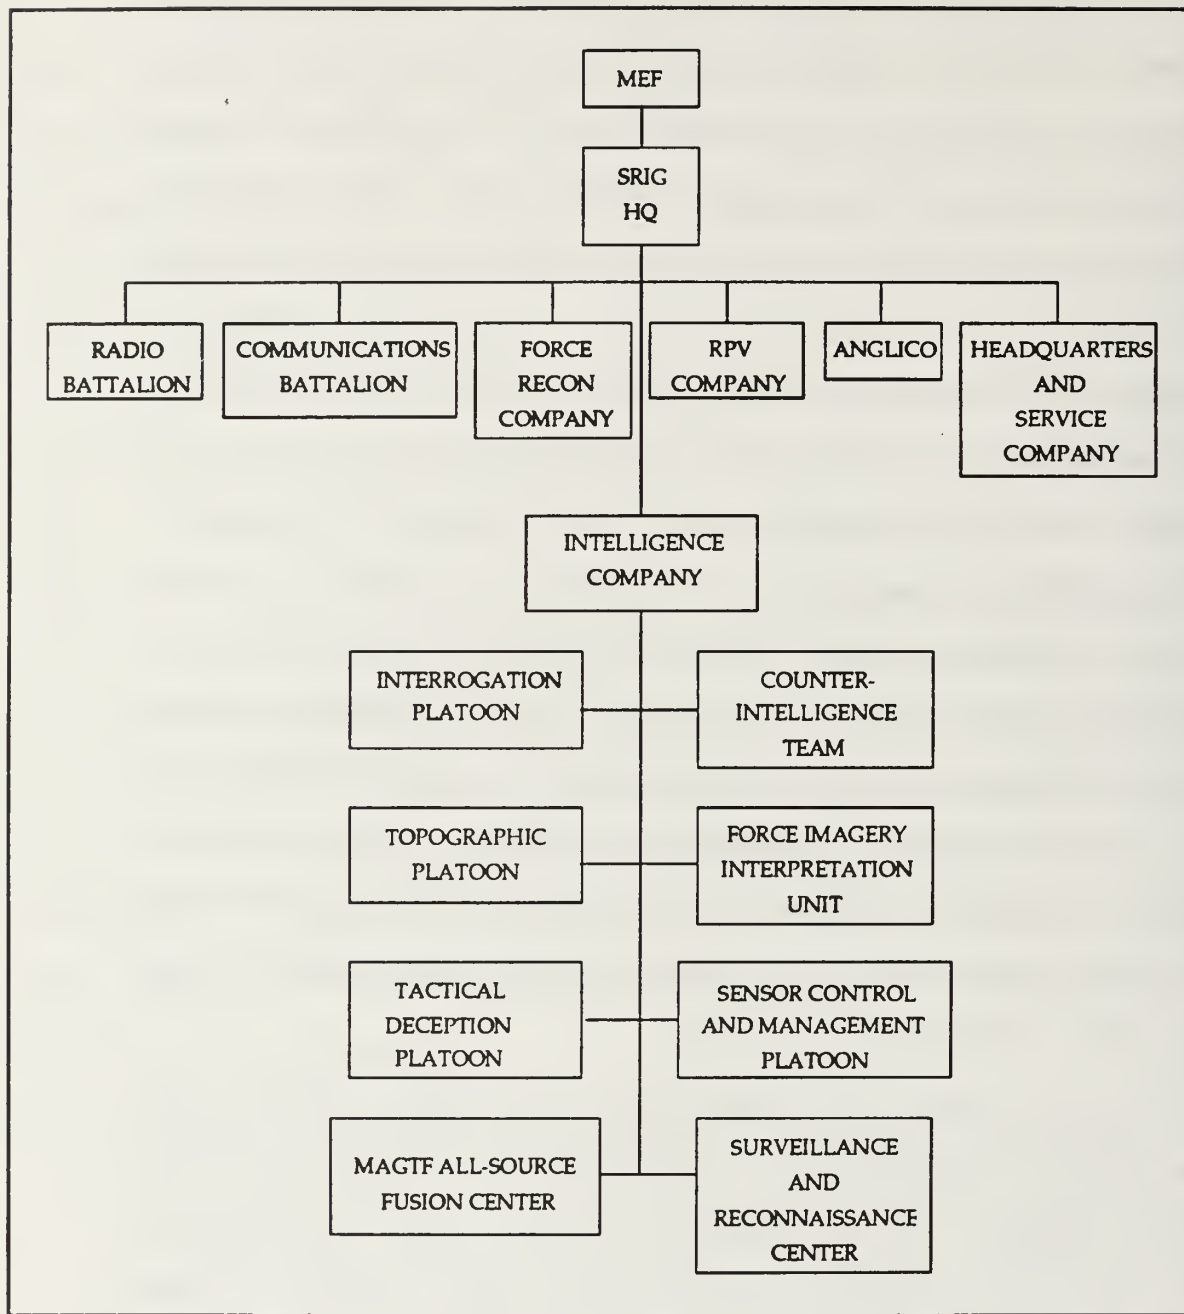 MEF
SRIG
HQ
RADIO
BATTALION
COMMUNICATIONS
BATTALION
FORCE
RECON
COMPANY
RPV
COMPANY
ANGLICO
HEADQUARTERS
AND
SERVICE
COMPANY
INTELLIGENCE
COMPANY
INTERROGATION
PLATOON
COUNTER-
INTELLIGENCE
TEAM
TOPOGRAPHIC
PLATOON
FORCE IMAGERY
INTERPRETATION
UNIT
TACTICAL
DECEPTION
PLATOON
SENSOR CONTROL
AND MANAGEMENT
PLATOON
MAGTF ALL-SOURCE
FUSION CENTER
SURVEILLANCE
AND
RECONNAISSANCE
CENTER